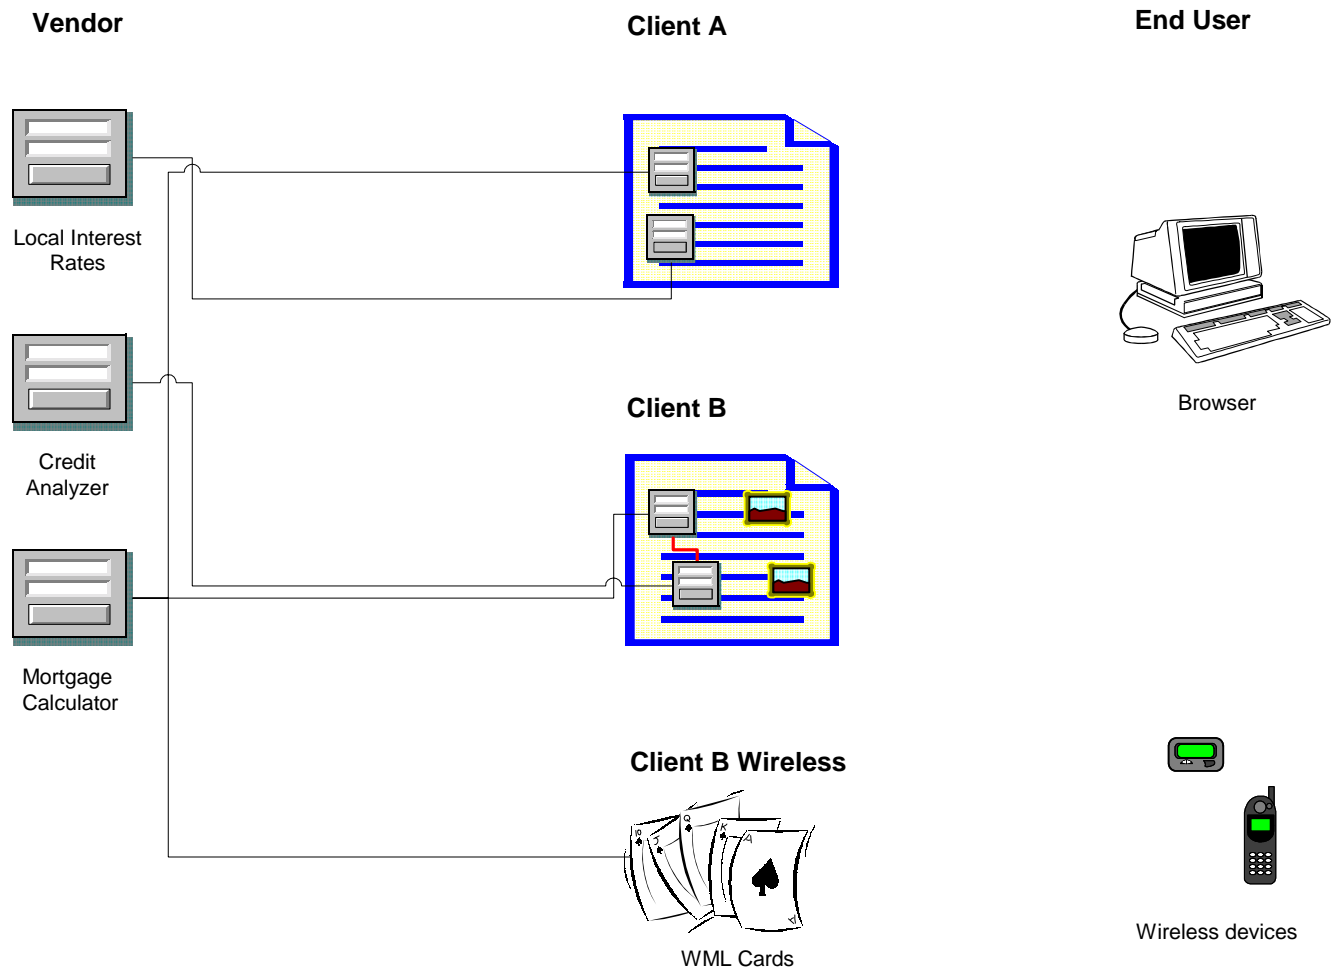 Vendor
Client A
End User
Local Interest
Rates
Credit
Analyzer
Mortgage
Calculator
Client B
Browser
Client B Wireless
10
J
Q
K
A
A
WML Cards
Wireless devices